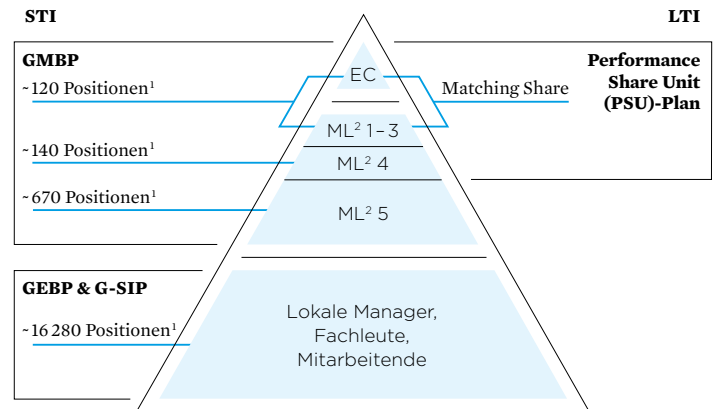 STI
LTI
GMBP
~120 Positionen¹
EC
Matching Share
Performance
Share Unit
(PSU)-Plan
ML² 1–3
~140 Positionen¹
ML² 4
~670 Positionen¹
ML² 5
GEBP & G-SIP
~16 280 Positionen¹
Lokale Manager,
Fachleute,
Mitarbeitende